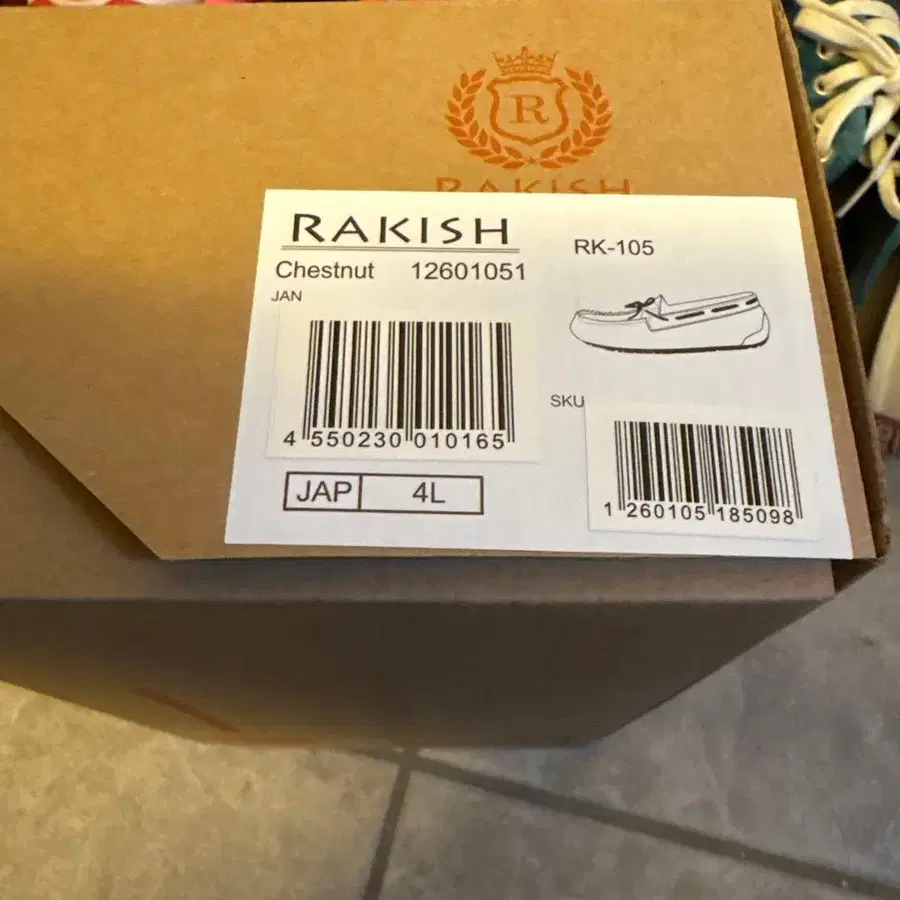 R
RAKISH
RAKISH
RK-105
Chestnut 12601051
JAN
4 550230 010165
SKU
JAP 4L
1 260105 185098